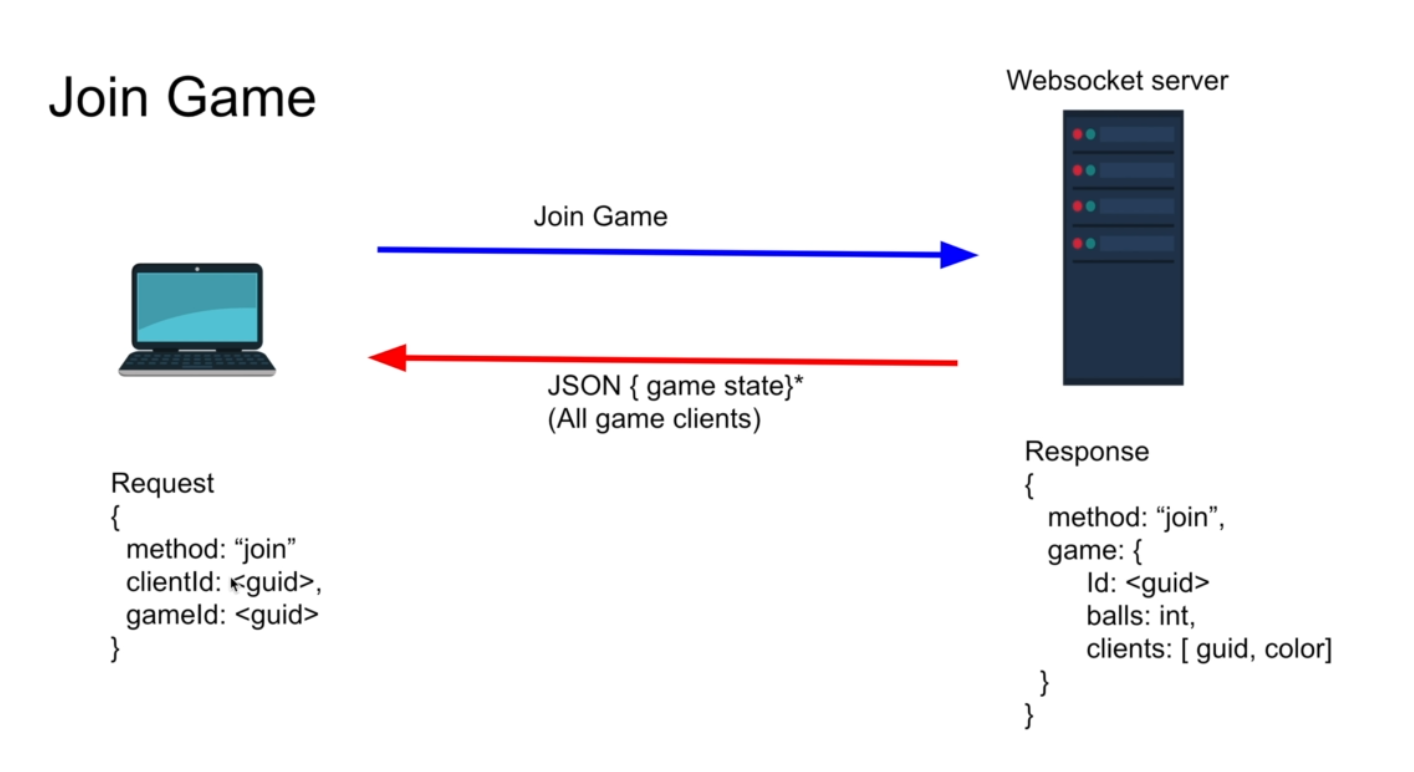 Join Game
Websocket server
Join Game
JSON { game state}*
(All game clients)
Request
{
method: “join”
clientId: <guid>,
gameId: <guid>
}
Response
{
method: “join”,
game: {
Id: <guid>
balls: int,
clients: [ guid, color]
}
}